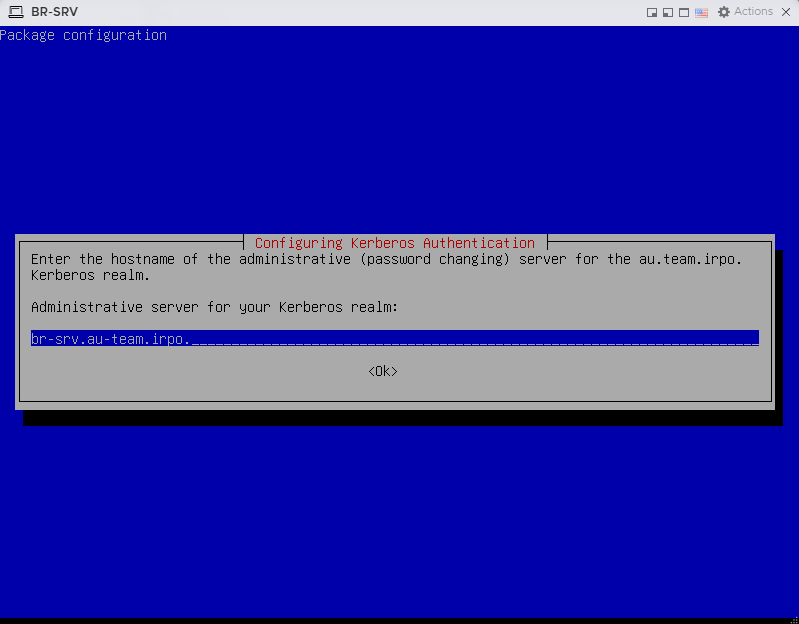 BR-SRV
Actions
Package configuration
Configuring Kerberos Authentication
Enter the hostname of the administrative (password changing) server for the au.team.irpo.
Kerberos realm.
Administrative server for your Kerberos realm:
br-srv.au-team.irpo.
<Ok>